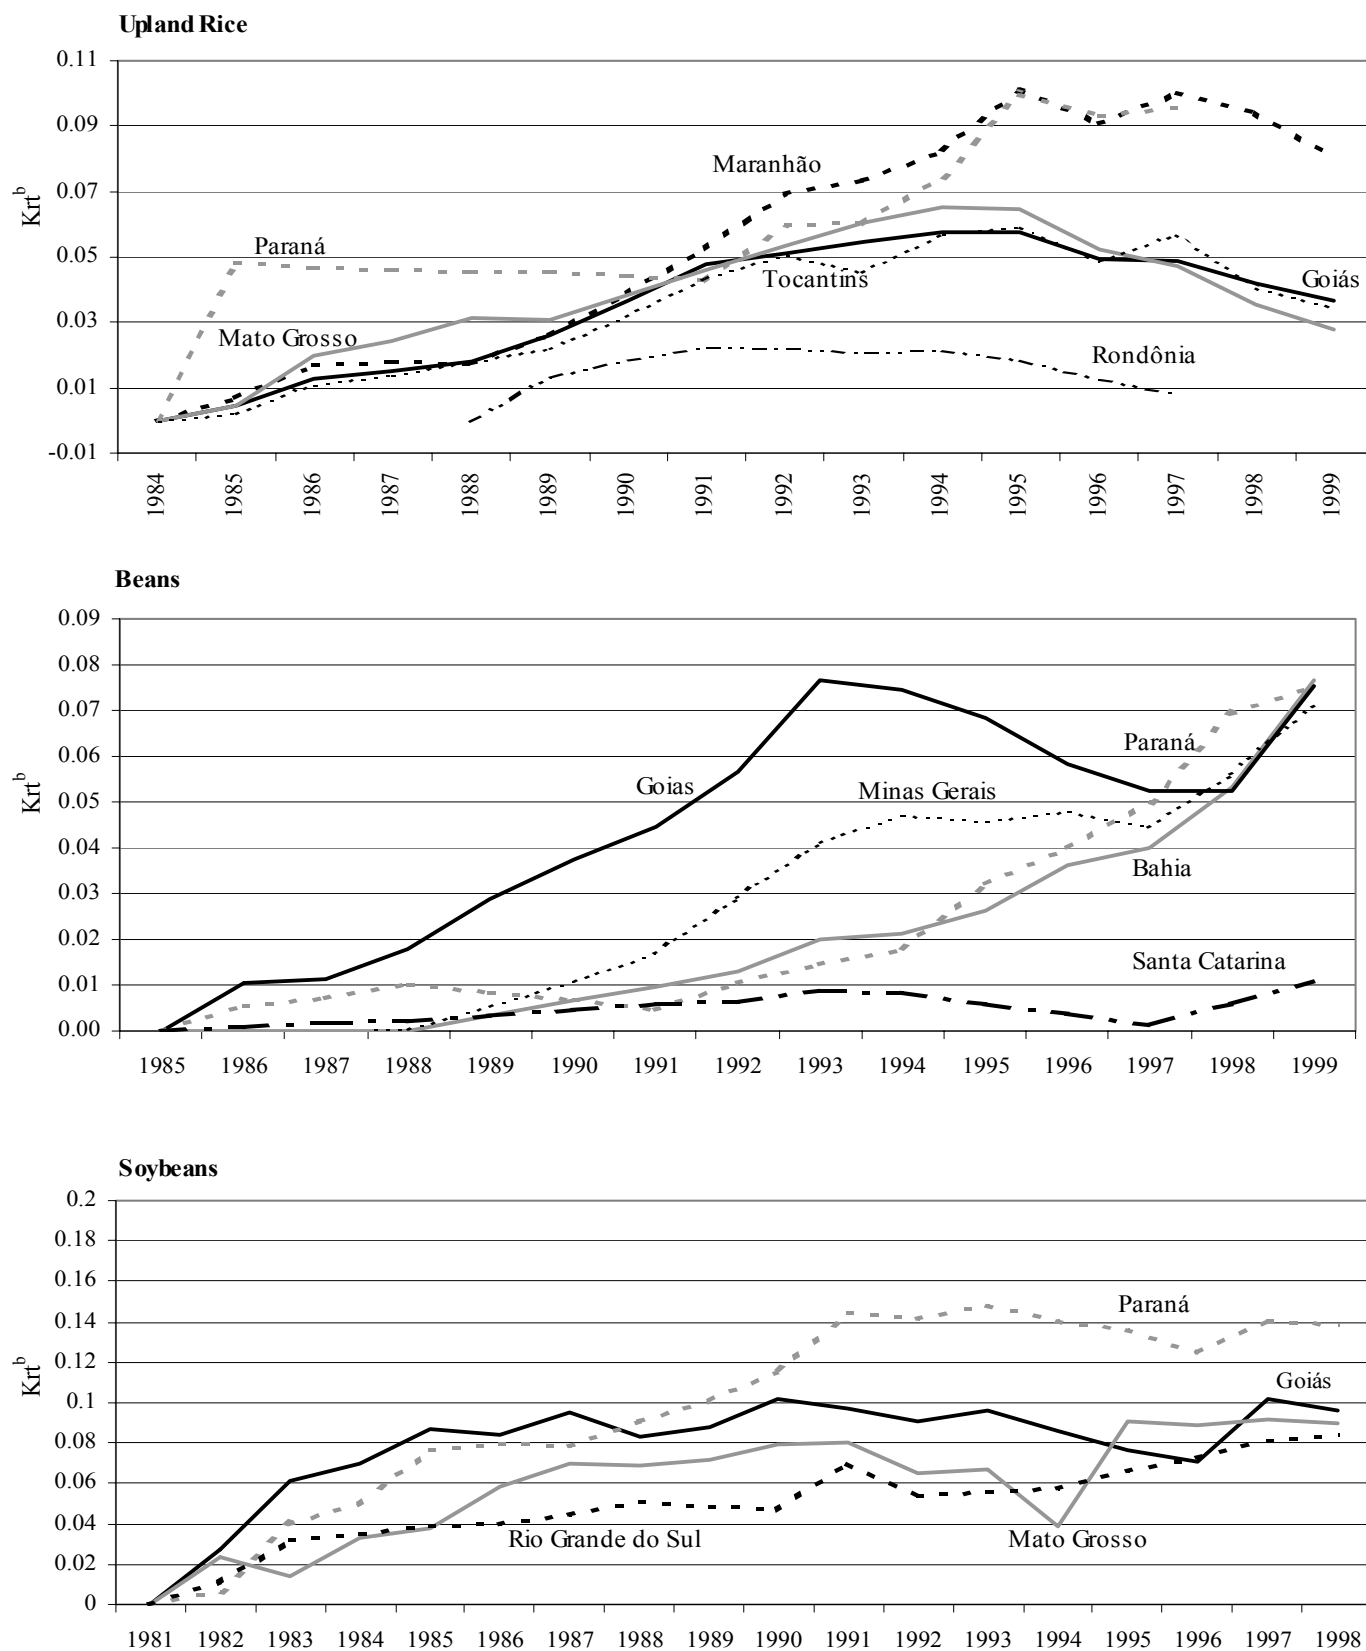 Upland Rice
0.11
0.09
0.07
0.05
0.03
0.01
-0.01
Krt^b
Maranhão
Paraná
Tocantins
Goiás
Mato Grosso
Rondônia
1984 1985 1986 1987 1988 1989 1990 1991 1992 1993 1994 1995 1996 1997 1998 1999
Beans
0.09
0.08
0.07
0.06
0.05
0.04
0.03
0.02
0.01
0.00
Krt^b
Paraná
Goias
Minas Gerais
Bahia
Santa Catarina
1985 1986 1987 1988 1989 1990 1991 1992 1993 1994 1995 1996 1997 1998 1999
Soybeans
0.2
0.18
0.16
0.14
0.12
0.1
0.08
0.06
0.04
0.02
0
Krt^b
Paraná
Goiás
Rio Grande do Sul
Mato Grosso
1981 1982 1983 1984 1985 1986 1987 1988 1989 1990 1991 1992 1993 1994 1995 1996 1997 1998